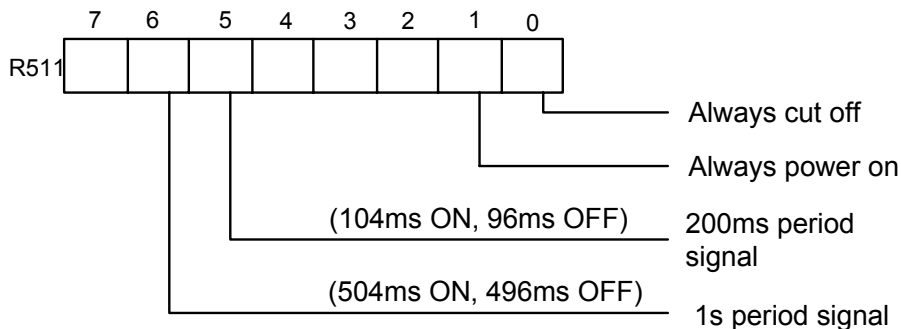 7 6 5 4 3 2 1 0
R511
Always cut off
Always power on
(104ms ON, 96ms OFF)
200ms period
signal
(504ms ON, 496ms OFF)
1s period signal